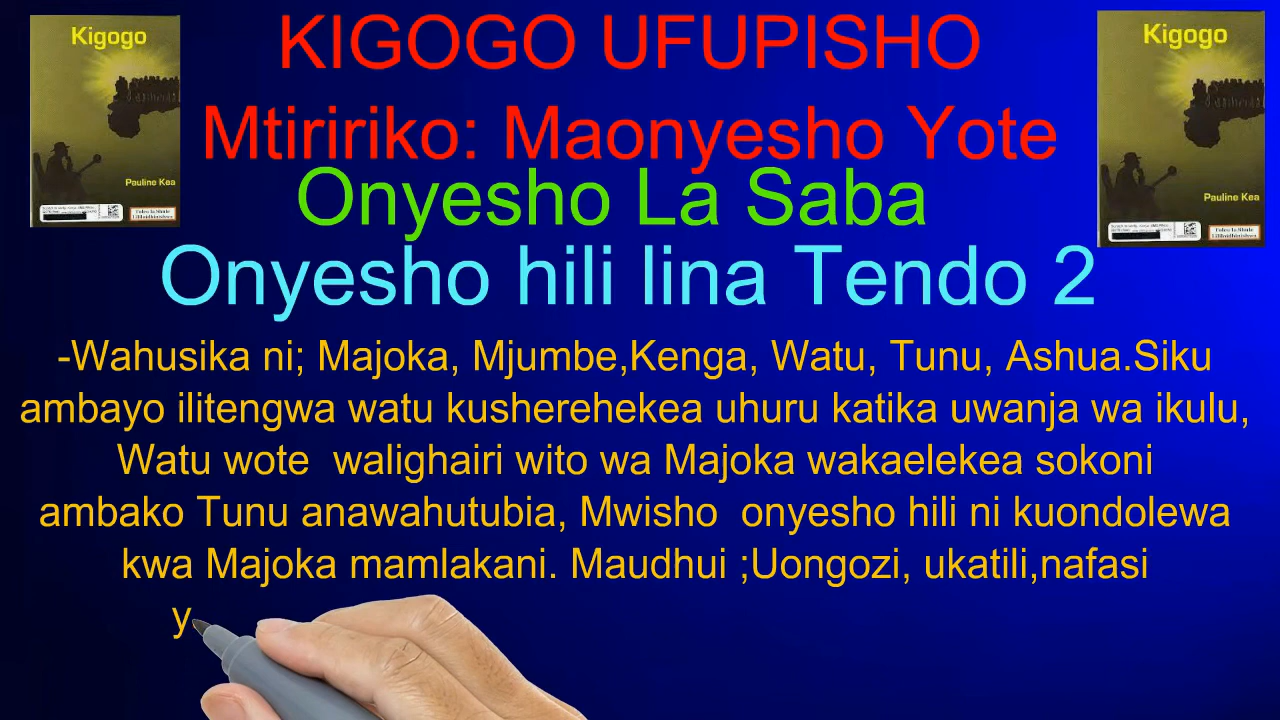 Kigogo
KIGOGO UFUPISHO
Kigogo
Mtiririko: Maonyesho Yote
Onyesho La Saba
Pauline Kea
Pauline Kea
Onyesho hili lina Tendo 2
-Wahusika ni; Majoka, Mjumbe,Kenga, Watu, Tunu, Ashua.Siku
ambayo ilitengwa watu kusherehekea uhuru katika uwanja wa ikulu,
Watu wote walighairi wito wa Majoka wakaelekea sokoni
ambako Tunu anawahutubia, Mwisho onyesho hili ni kuondolewa
kwa Majoka mamlakani. Maudhui ;Uongozi, ukatili,nafasi
y